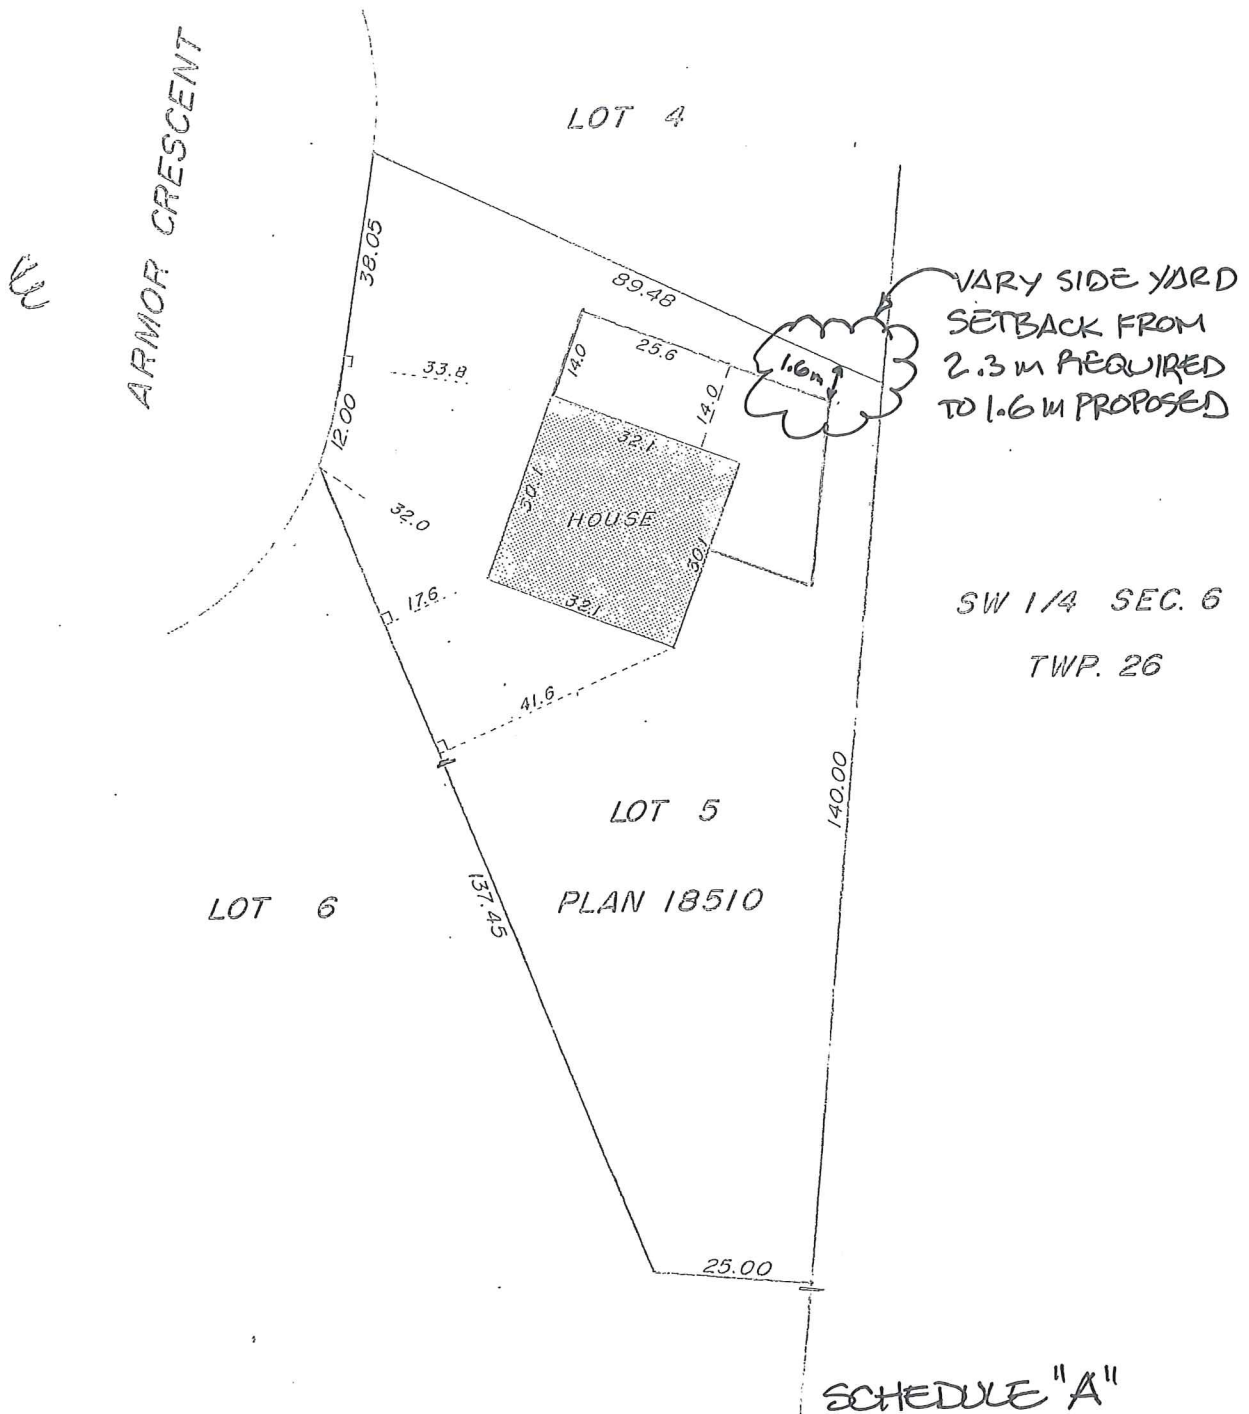 ARMOR CRESCENT
LOT 4
38.05
89.48
VARY SIDE YARD
SETBACK FROM
2.3 m REQUIRED
TO 1.6 m PROPOSED
1.6m
25.6
14.0
14.0
33.8
12.00
32.1
30.1
HOUSE
30.1
32.1
32.0
17.6
41.6
SW 1/4 SEC. 6
TWP. 26
140.00
LOT 5
PLAN 18510
LOT 6
137.45
25.00
SCHEDULE "A"